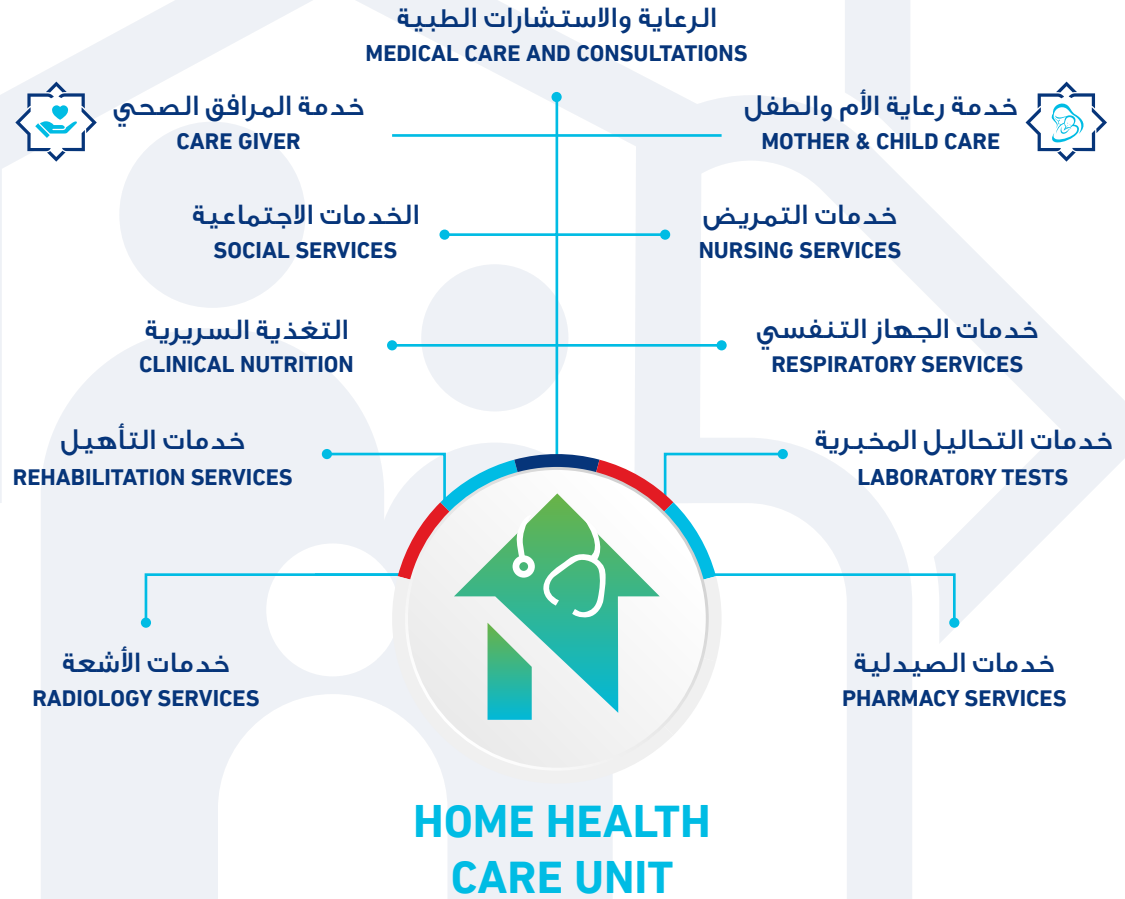 الرعاية والاستشارات الطبية
MEDICAL CARE AND CONSULTATIONS
خدمة المرافق الصحي
CARE GIVER
خدمة رعاية الأم والطفل
MOTHER & CHILD CARE
الخدمات الاجتماعية
SOCIAL SERVICES
خدمات التمريض
NURSING SERVICES
التغذية السريرية
CLINICAL NUTRITION
خدمات الجهاز التنفسي
RESPIRATORY SERVICES
خدمات التأهيل
REHABILITATION SERVICES
خدمات التحاليل المخبرية
LABORATORY TESTS
خدمات الأشعة
RADIOLOGY SERVICES
خدمات الصيدلية
PHARMACY SERVICES
HOME HEALTH
CARE UNIT